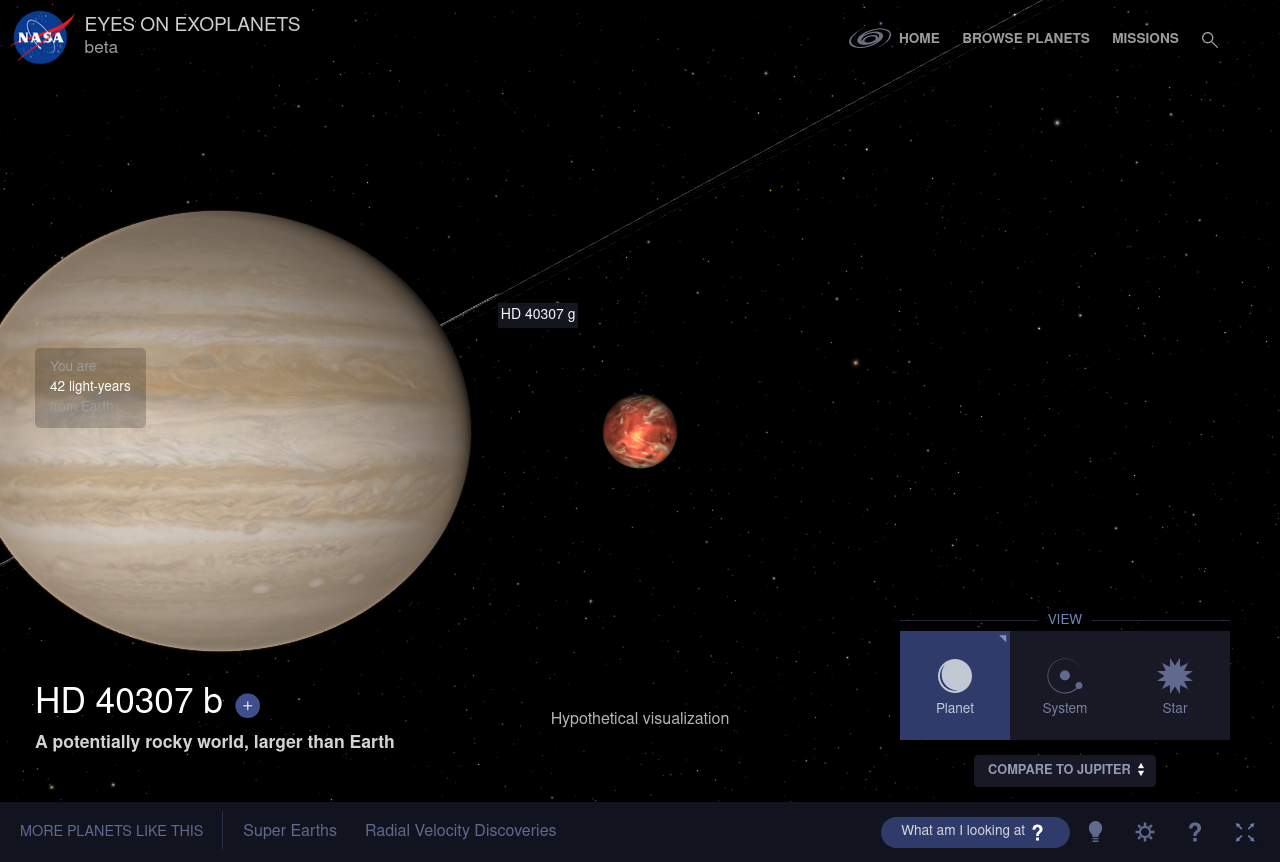 NASA
EYES ON EXOPLANETS
beta
HOME
BROWSE PLANETS
MISSIONS
HD 40307 g
You are
42 light-years
from Earth
HD 40307 b +
A potentially rocky world, larger than Earth
Hypothetical visualization
VIEW
Planet
System
Star
COMPARE TO JUPITER
MORE PLANETS LIKE THIS
Super Earths
Radial Velocity Discoveries
What am I looking at ?
?